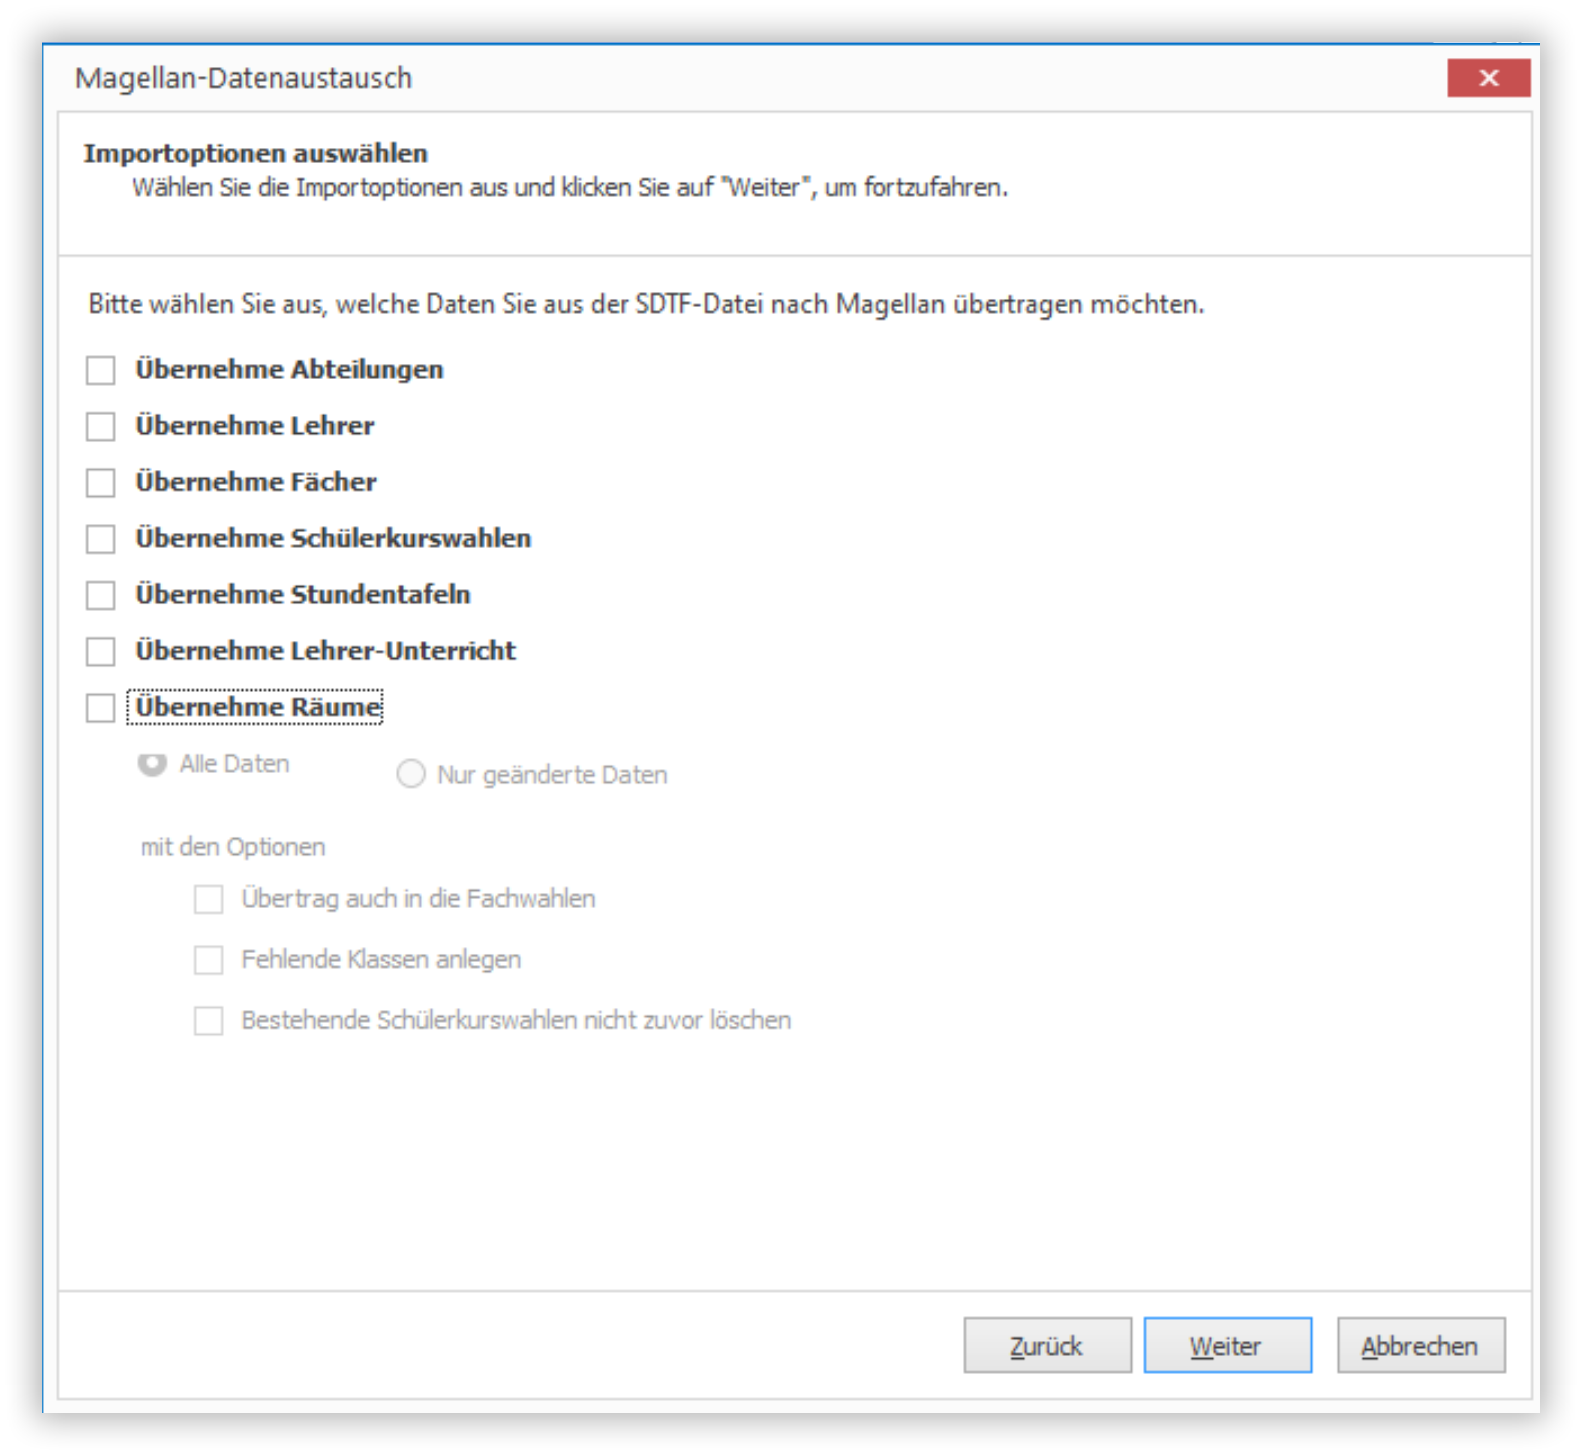 Magellan-Datenaustausch
Importoptionen auswählen
Wählen Sie die Importoptionen aus und klicken Sie auf "Weiter", um fortzufahren.
Bitte wählen Sie aus, welche Daten Sie aus der SDTF-Datei nach Magellan übertragen möchten.
Übernehme Abteilungen
Übernehme Lehrer
Übernehme Fächer
Übernehme Schülerkurswahlen
Übernehme Stundentafeln
Übernehme Lehrer-Unterricht
Übernehme Räume
Alle Daten Nur geänderte Daten
mit den Optionen
Übertrag auch in die Fachwahlen
Fehlende Klassen anlegen
Bestehende Schülerkurswahlen nicht zuvor löschen
Zurück Weiter Abbrechen